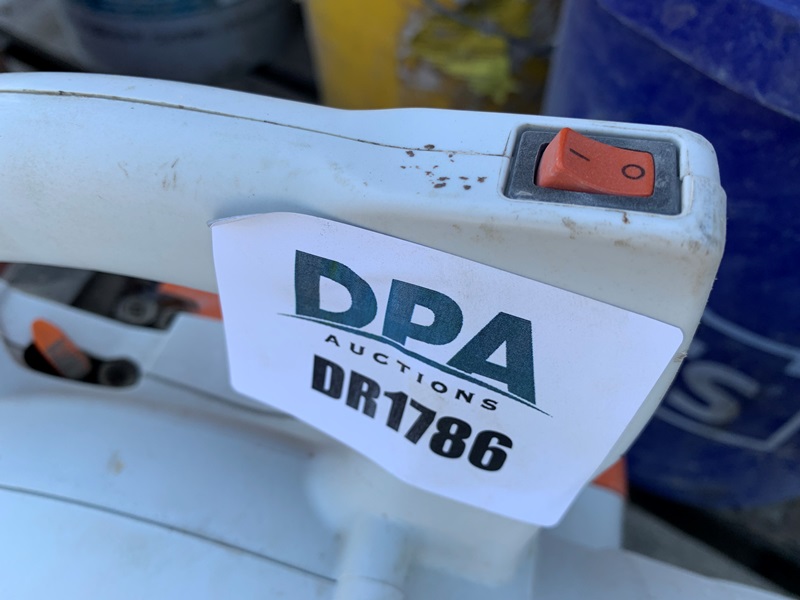 I O
DPA
AUCTIONS
DR1786
s